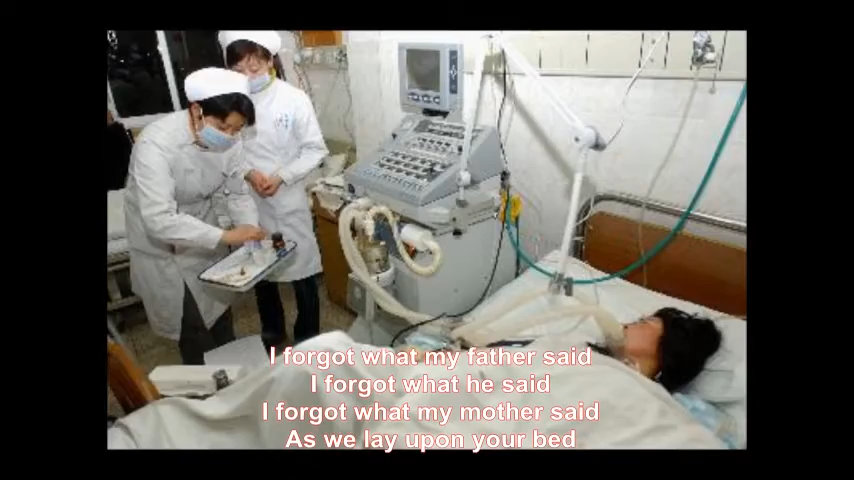 I forgot what my father said
I forgot what he said
I forgot what my mother said
As we lay upon your bed